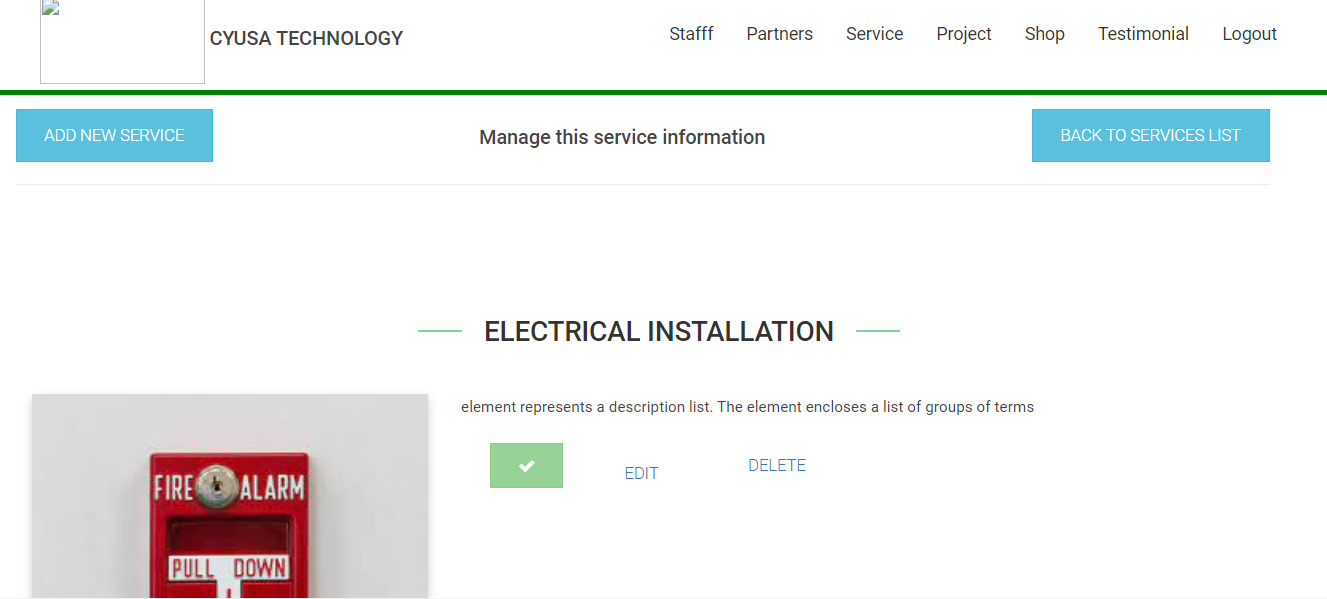 CYUSA TECHNOLOGY
Stafff Partners Service Project Shop Testimonial Logout
ADD NEW SERVICE
Manage this service information
BACK TO SERVICES LIST
ELECTRICAL INSTALLATION
element represents a description list. The element encloses a list of groups of terms
EDIT
DELETE
FIRE ALARM
PULL DOWN